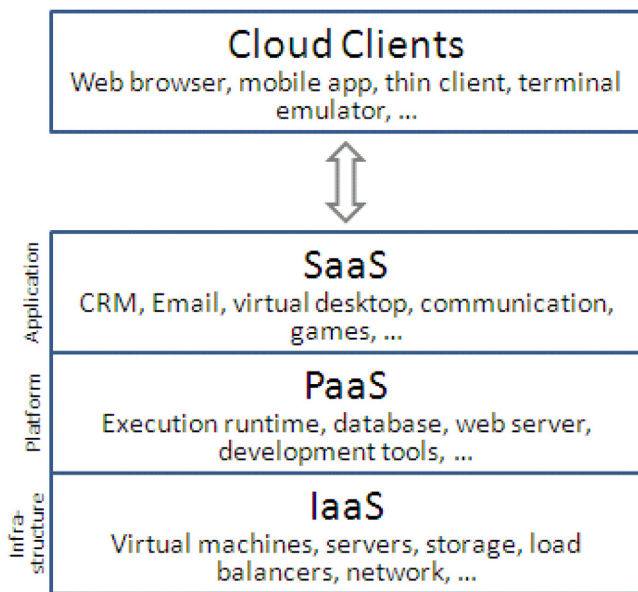 Cloud Clients
Web browser, mobile app, thin client, terminal
emulator, ...
Application
SaaS
CRM, Email, virtual desktop, communication,
games, ...
Platform
PaaS
Execution runtime, database, web server,
development tools, ...
Infra-
structure
IaaS
Virtual machines, servers, storage, load
balancers, network, ...